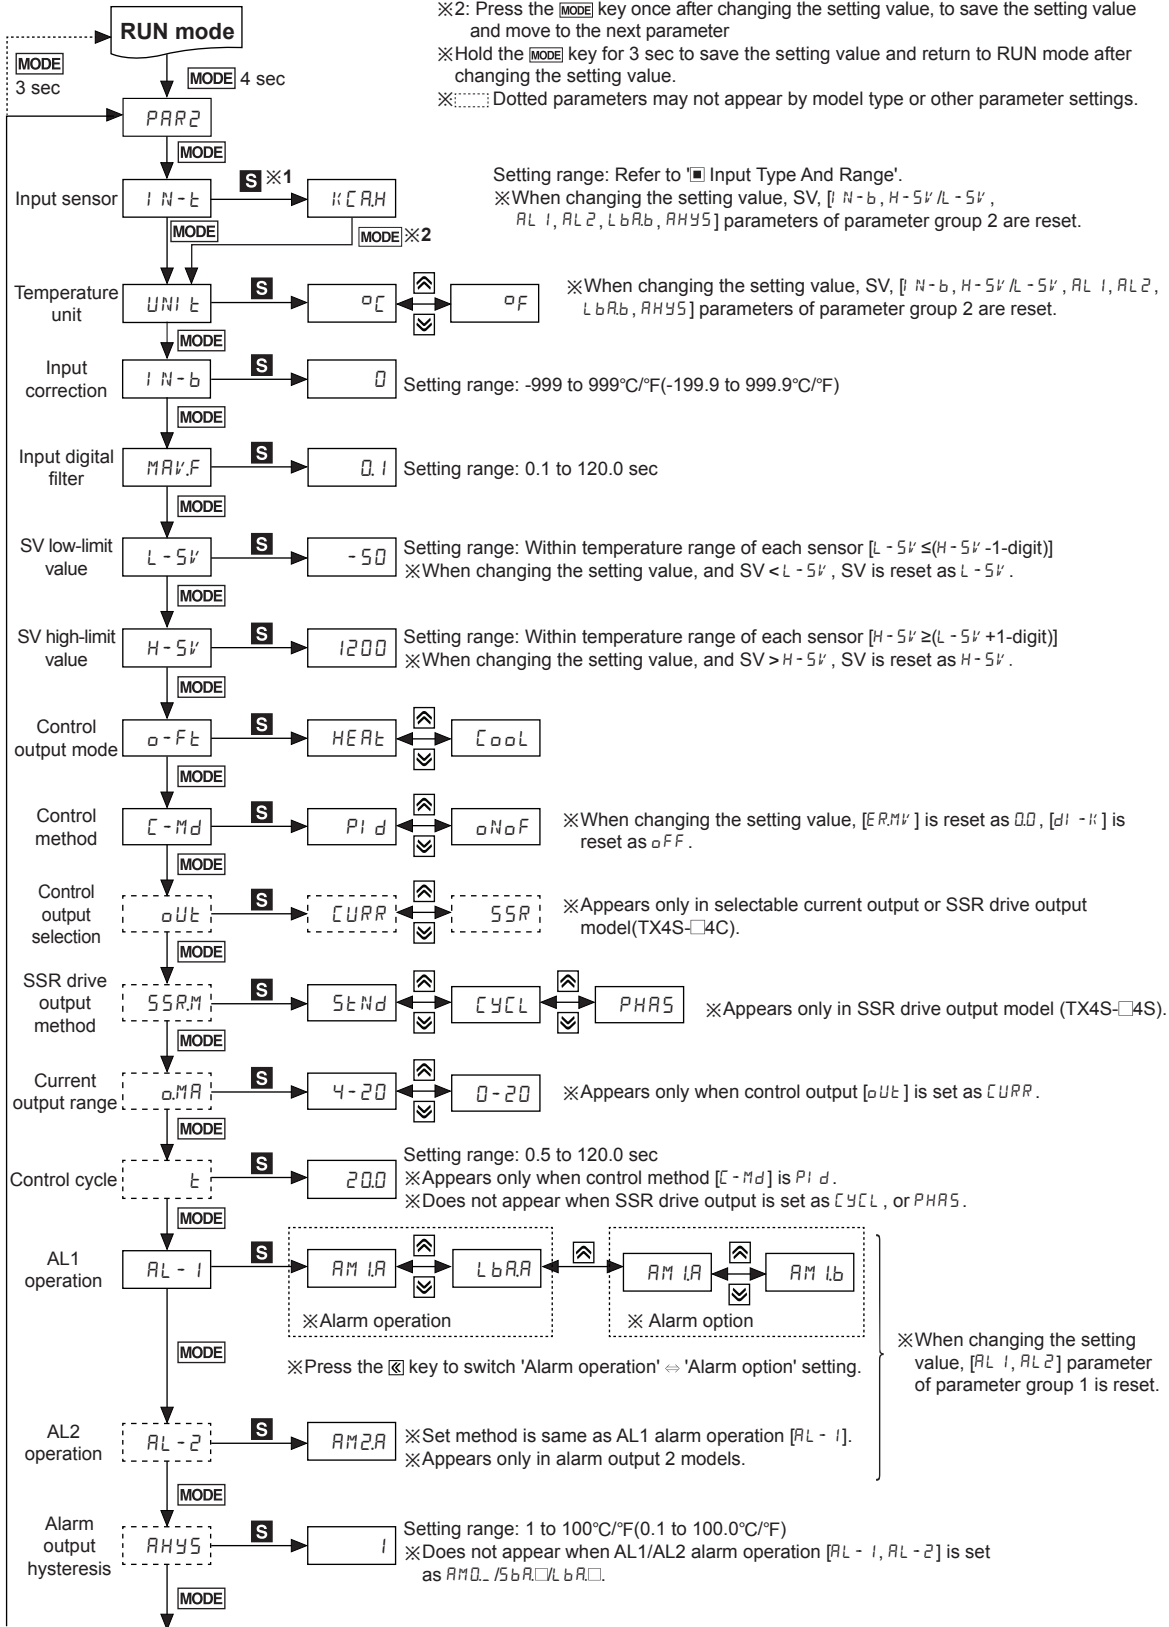 ※2: Press the MODE key once after changing the setting value, to save the setting value
and move to the next parameter
※Hold the MODE key for 3 sec to save the setting value and return to RUN mode after
changing the setting value.
※ Dotted parameters may not appear by model type or other parameter settings.
RUN mode
MODE
3 sec
MODE 4 sec
PAR2
MODE
Input sensor
IN-t
S ※1
KCA.H
MODE
MODE ※2
Setting range: Refer to '▣ Input Type And Range'.
※When changing the setting value, SV, [IN-b, H-SV/L-SV,
AL1, AL2, LbA.b, AHYS] parameters of parameter group 2 are reset.
Temperature
unit
UNIt
S
°C
°F
※When changing the setting value, SV, [IN-b, H-SV/L-SV, AL1, AL2,
LbA.b, AHYS] parameters of parameter group 2 are reset.
MODE
Input
correction
IN-b
S
0
Setting range: -999 to 999°C/°F(-199.9 to 999.9°C/°F)
MODE
Input digital
filter
MAV.F
S
0.1
Setting range: 0.1 to 120.0 sec
MODE
SV low-limit
value
L-SV
S
-50
Setting range: Within temperature range of each sensor [L-SV ≤(H-SV -1-digit)]
※When changing the setting value, and SV < L-SV, SV is reset as L-SV.
MODE
SV high-limit
value
H-SV
S
1200
Setting range: Within temperature range of each sensor [H-SV ≥(L-SV +1-digit)]
※When changing the setting value, and SV > H-SV, SV is reset as H-SV.
MODE
Control
output mode
o-Ft
S
HEAt
CooL
MODE
Control
method
C-Md
S
PId
oNoF
※When changing the setting value, [ER.MV] is reset as 0.0, [dI-K] is
reset as oFF.
MODE
Control
output
selection
oUt
S
CURR
SSR
※Appears only in selectable current output or SSR drive output
model(TX4S-□4C).
MODE
SSR drive
output
method
SSR.M
S
StNd
CYCL
PHAS
※Appears only in SSR drive output model (TX4S-□4S).
MODE
Current
output range
o.MA
S
4-20
0-20
※Appears only when control output [oUt] is set as CURR.
MODE
Control cycle
t
S
20.0
Setting range: 0.5 to 120.0 sec
※Appears only when control method [C-Md] is PId.
※Does not appear when SSR drive output is set as CYCL, or PHAS.
MODE
AL1
operation
AL-1
S
AM1.A
LbA.A
※Alarm operation
AM1.A
AM1.b
※ Alarm option
MODE
※Press the key to switch 'Alarm operation' ⇔ 'Alarm option' setting.
※When changing the setting
value, [AL1, AL2] parameter
of parameter group 1 is reset.
AL2
operation
AL-2
S
AM2.A
※Set method is same as AL1 alarm operation [AL-1].
※Appears only in alarm output 2 models.
MODE
Alarm
output
hysteresis
AHYS
S
1
Setting range: 1 to 100°C/°F(0.1 to 100.0°C/°F)
※Does not appear when AL1/AL2 alarm operation [AL-1, AL-2] is set
as AM0._ /SbA.□/LbA.□.
MODE